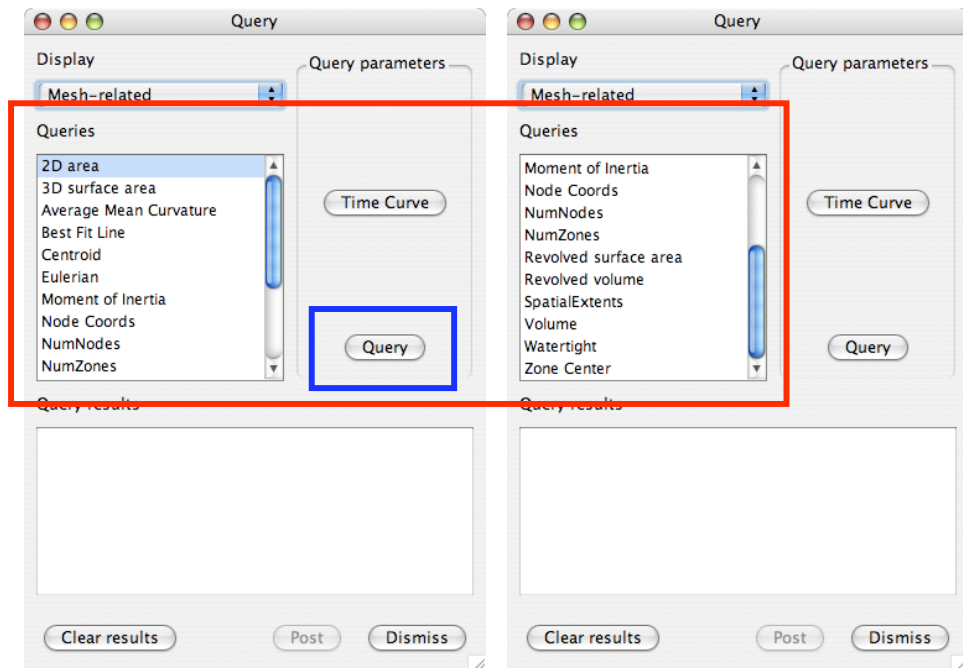 Query
Display
Query parameters
Mesh-related
Queries
2D area
3D surface area
Average Mean Curvature
Best Fit Line
Centroid
Eulerian
Moment of Inertia
Node Coords
NumNodes
NumZones
Time Curve
Query
Query results
Clear results
Post
Dismiss
Query
Display
Query parameters
Mesh-related
Queries
Moment of Inertia
Node Coords
NumNodes
NumZones
Revolved surface area
Revolved volume
SpatialExtents
Volume
Watertight
Zone Center
Time Curve
Query
Query results
Clear results
Post
Dismiss